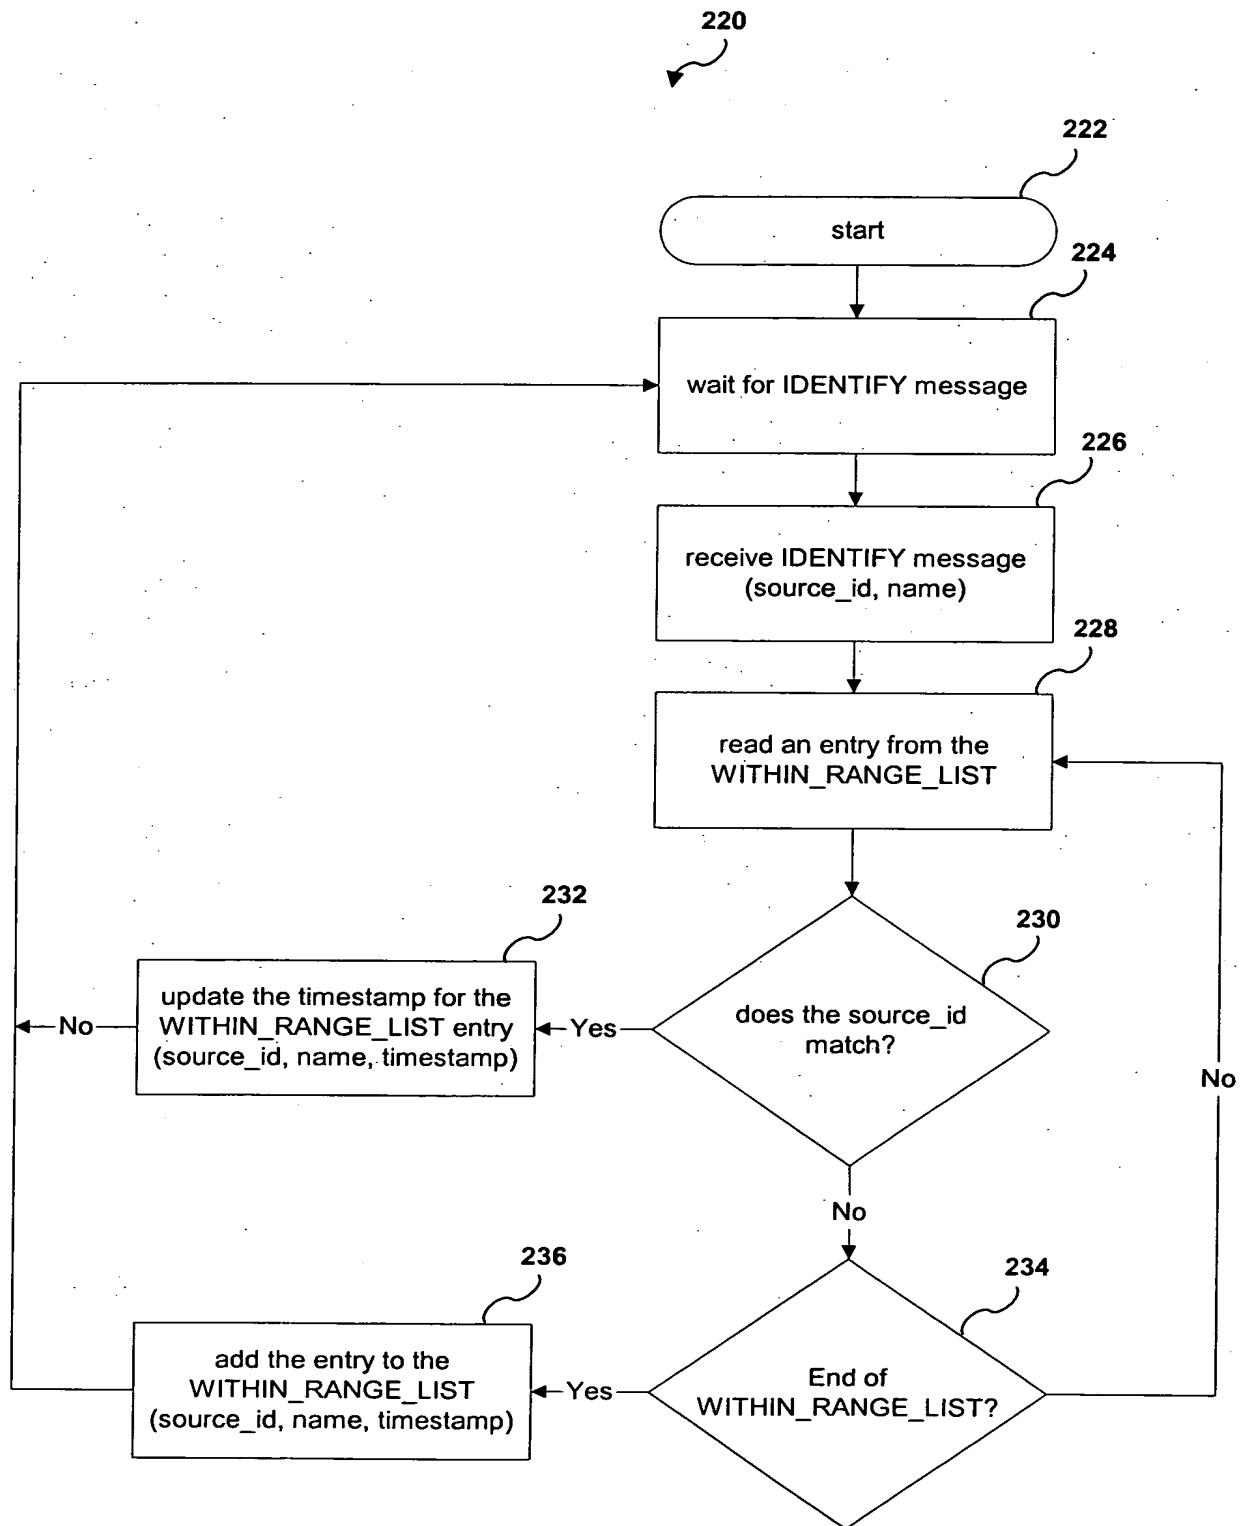 220
222
start
224
wait for IDENTIFY message
226
receive IDENTIFY message
(source_id, name)
228
read an entry from the
WITHIN_RANGE_LIST
232
230
update the timestamp for the
WITHIN_RANGE_LIST entry
(source_id, name, timestamp)
No
Yes
does the source_id
match?
No
No
236
234
add the entry to the
WITHIN_RANGE_LIST
(source_id, name, timestamp)
Yes
End of
WITHIN_RANGE_LIST?